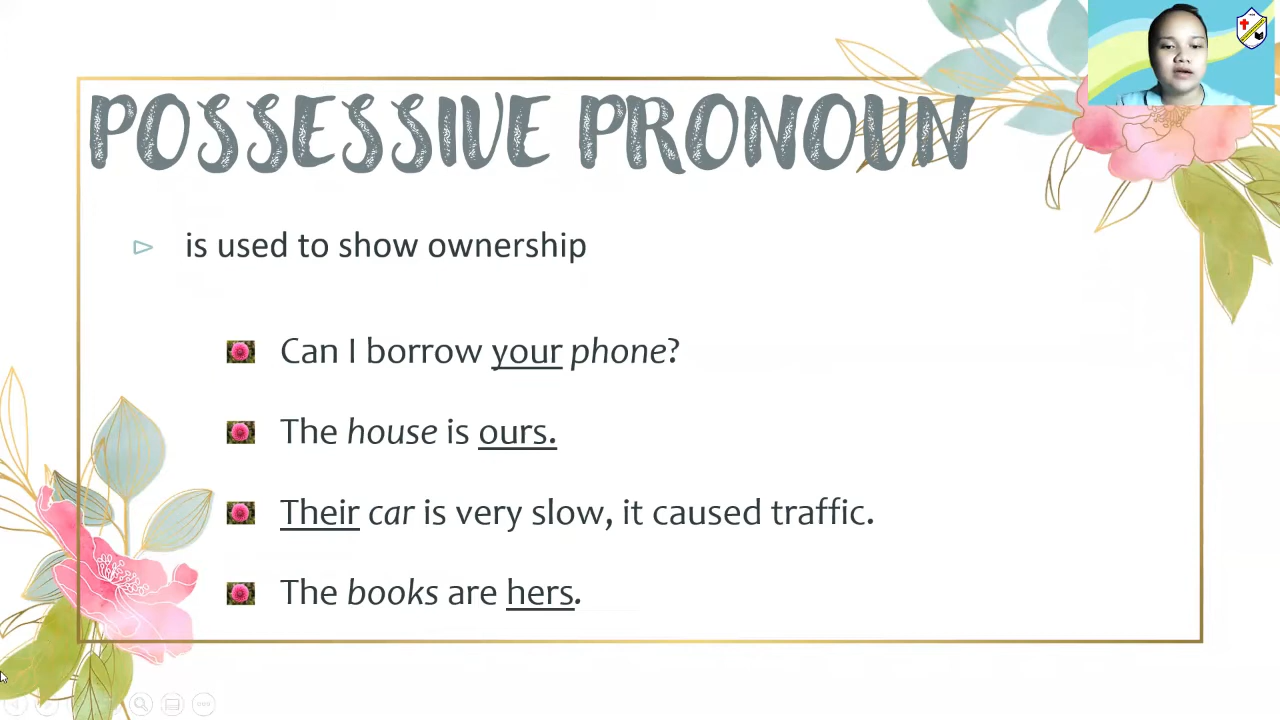 POSSESSIVE PRONOUN
is used to show ownership
Can I borrow your phone?
The house is ours.
Their car is very slow, it caused traffic.
The books are hers.